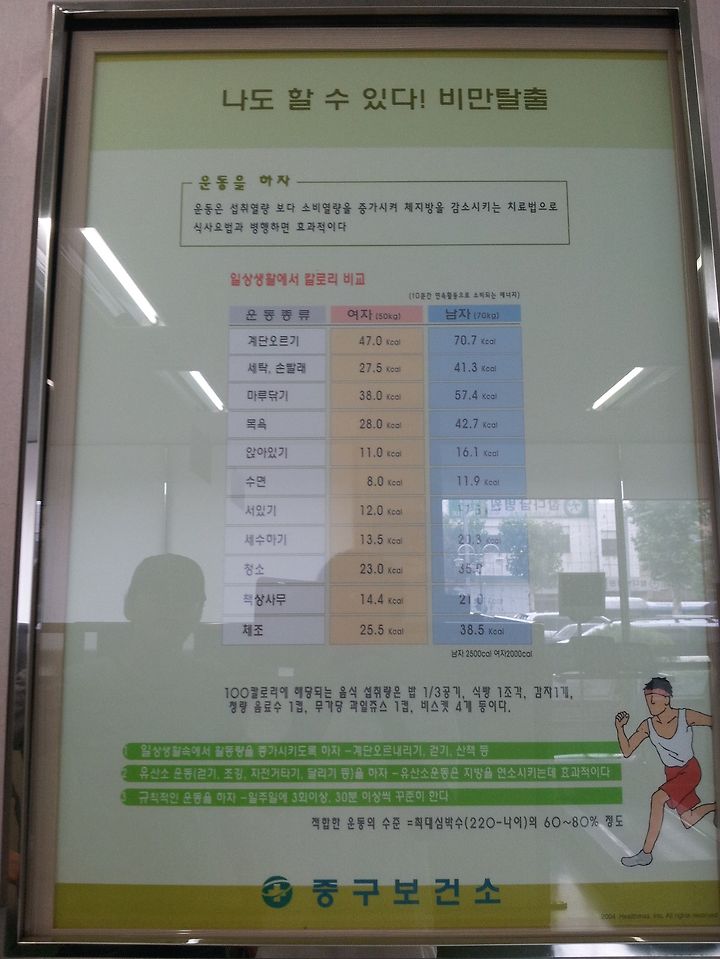 나도 할 수 있다! 비만탈출
운동을 하자
운동은 섭취열량 보다 소비열량을 증가시켜 체지방을 감소시키는 치료법으로
식사요법과 병행하면 효과적이다
일상생활에서 칼로리 비교
(10분간 연속활동으로 소비되는 에너지)
운동종류 여자 (50kg) 남자 (70kg)
계단오르기 47.0 Kcal 70.7 Kcal
세탁, 손빨래 27.5 Kcal 41.3 Kcal
마루닦기 38.0 Kcal 57.4 Kcal
목욕 28.0 Kcal 42.7 Kcal
앉아있기 11.0 Kcal 16.1 Kcal
수면 8.0 Kcal 11.9 Kcal
서있기 12.0 Kcal
세수하기 13.5 Kcal 20.3 Kcal
청소 23.0 Kcal
책상사무 14.4 Kcal Kcal
체조 25.5 Kcal 38.5 Kcal
남자 2500cal 여자2000cal
100칼로리에 해당되는 음식 섭취량은 밥 1/3공기, 식빵 1조각, 감자1개,
청량 음료수 1컵, 무가당 과일쥬스 1컵, 비스켓 4개 등이다.
1 일상생활속에서 활동량을 증가시키도록 하자 -계단오르내리기, 걷기, 산책 등
2 유산소 운동(걷기, 조깅, 자전거타기, 달리기 등)을 하자 -유산소운동은 지방을 연소시키는데 효과적이다
3 규칙적인 운동을 하자 -일주일에 3회이상, 30분 이상씩 꾸준히 한다
적합한 운동의 수준 =최대심박수(220-나이)의 60~80% 정도
중구보건소
2004 Healthmax, Inc. All rights reserved